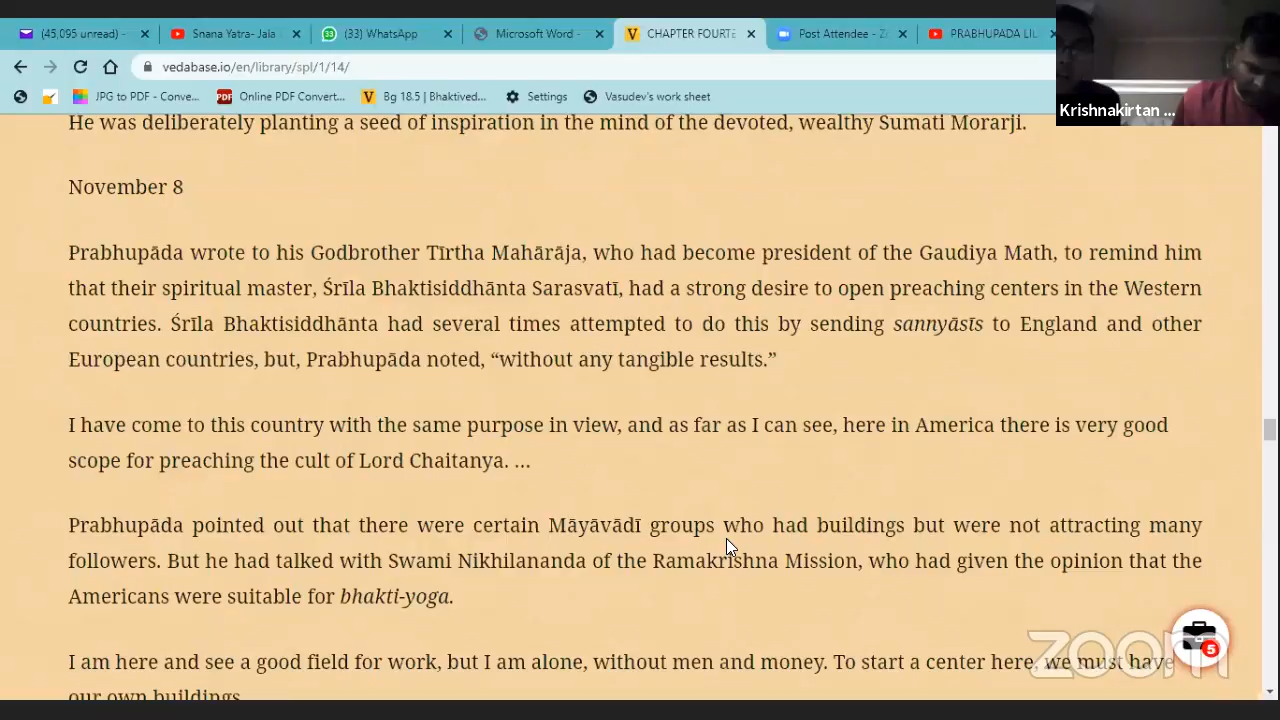 (45,095 unread) -
Snana Yatra- Jala
(33) WhatsApp
Microsoft Word -
CHAPTER FOURTE
Post Attendee - Z
PRABHUPADA LIL
vedabase.io/en/library/spl/1/14/
JPG to PDF - Conve...
Online PDF Convert...
Bg 18.5 | Bhaktived...
Settings
Vasudev's work sheet
Krishnakirtan ...
He was deliberately planting a seed of inspiration in the mind of the devoted, wealthy Sumati Morarji.
November 8
Prabhupāda wrote to his Godbrother Tīrtha Mahārāja, who had become president of the Gaudiya Math, to remind him
that their spiritual master, Śrīla Bhaktisiddhānta Sarasvatī, had a strong desire to open preaching centers in the Western
countries. Śrīla Bhaktisiddhānta had several times attempted to do this by sending sannyāsīs to England and other
European countries, but, Prabhupāda noted, “without any tangible results.”
I have come to this country with the same purpose in view, and as far as I can see, here in America there is very good
scope for preaching the cult of Lord Chaitanya. …
Prabhupāda pointed out that there were certain Māyāvādī groups who had buildings but were not attracting many
followers. But he had talked with Swami Nikhilananda of the Ramakrishna Mission, who had given the opinion that the
Americans were suitable for bhakti-yoga.
5
zoom
I am here and see a good field for work, but I am alone, without men and money. To start a center here, we must have
our own buildings